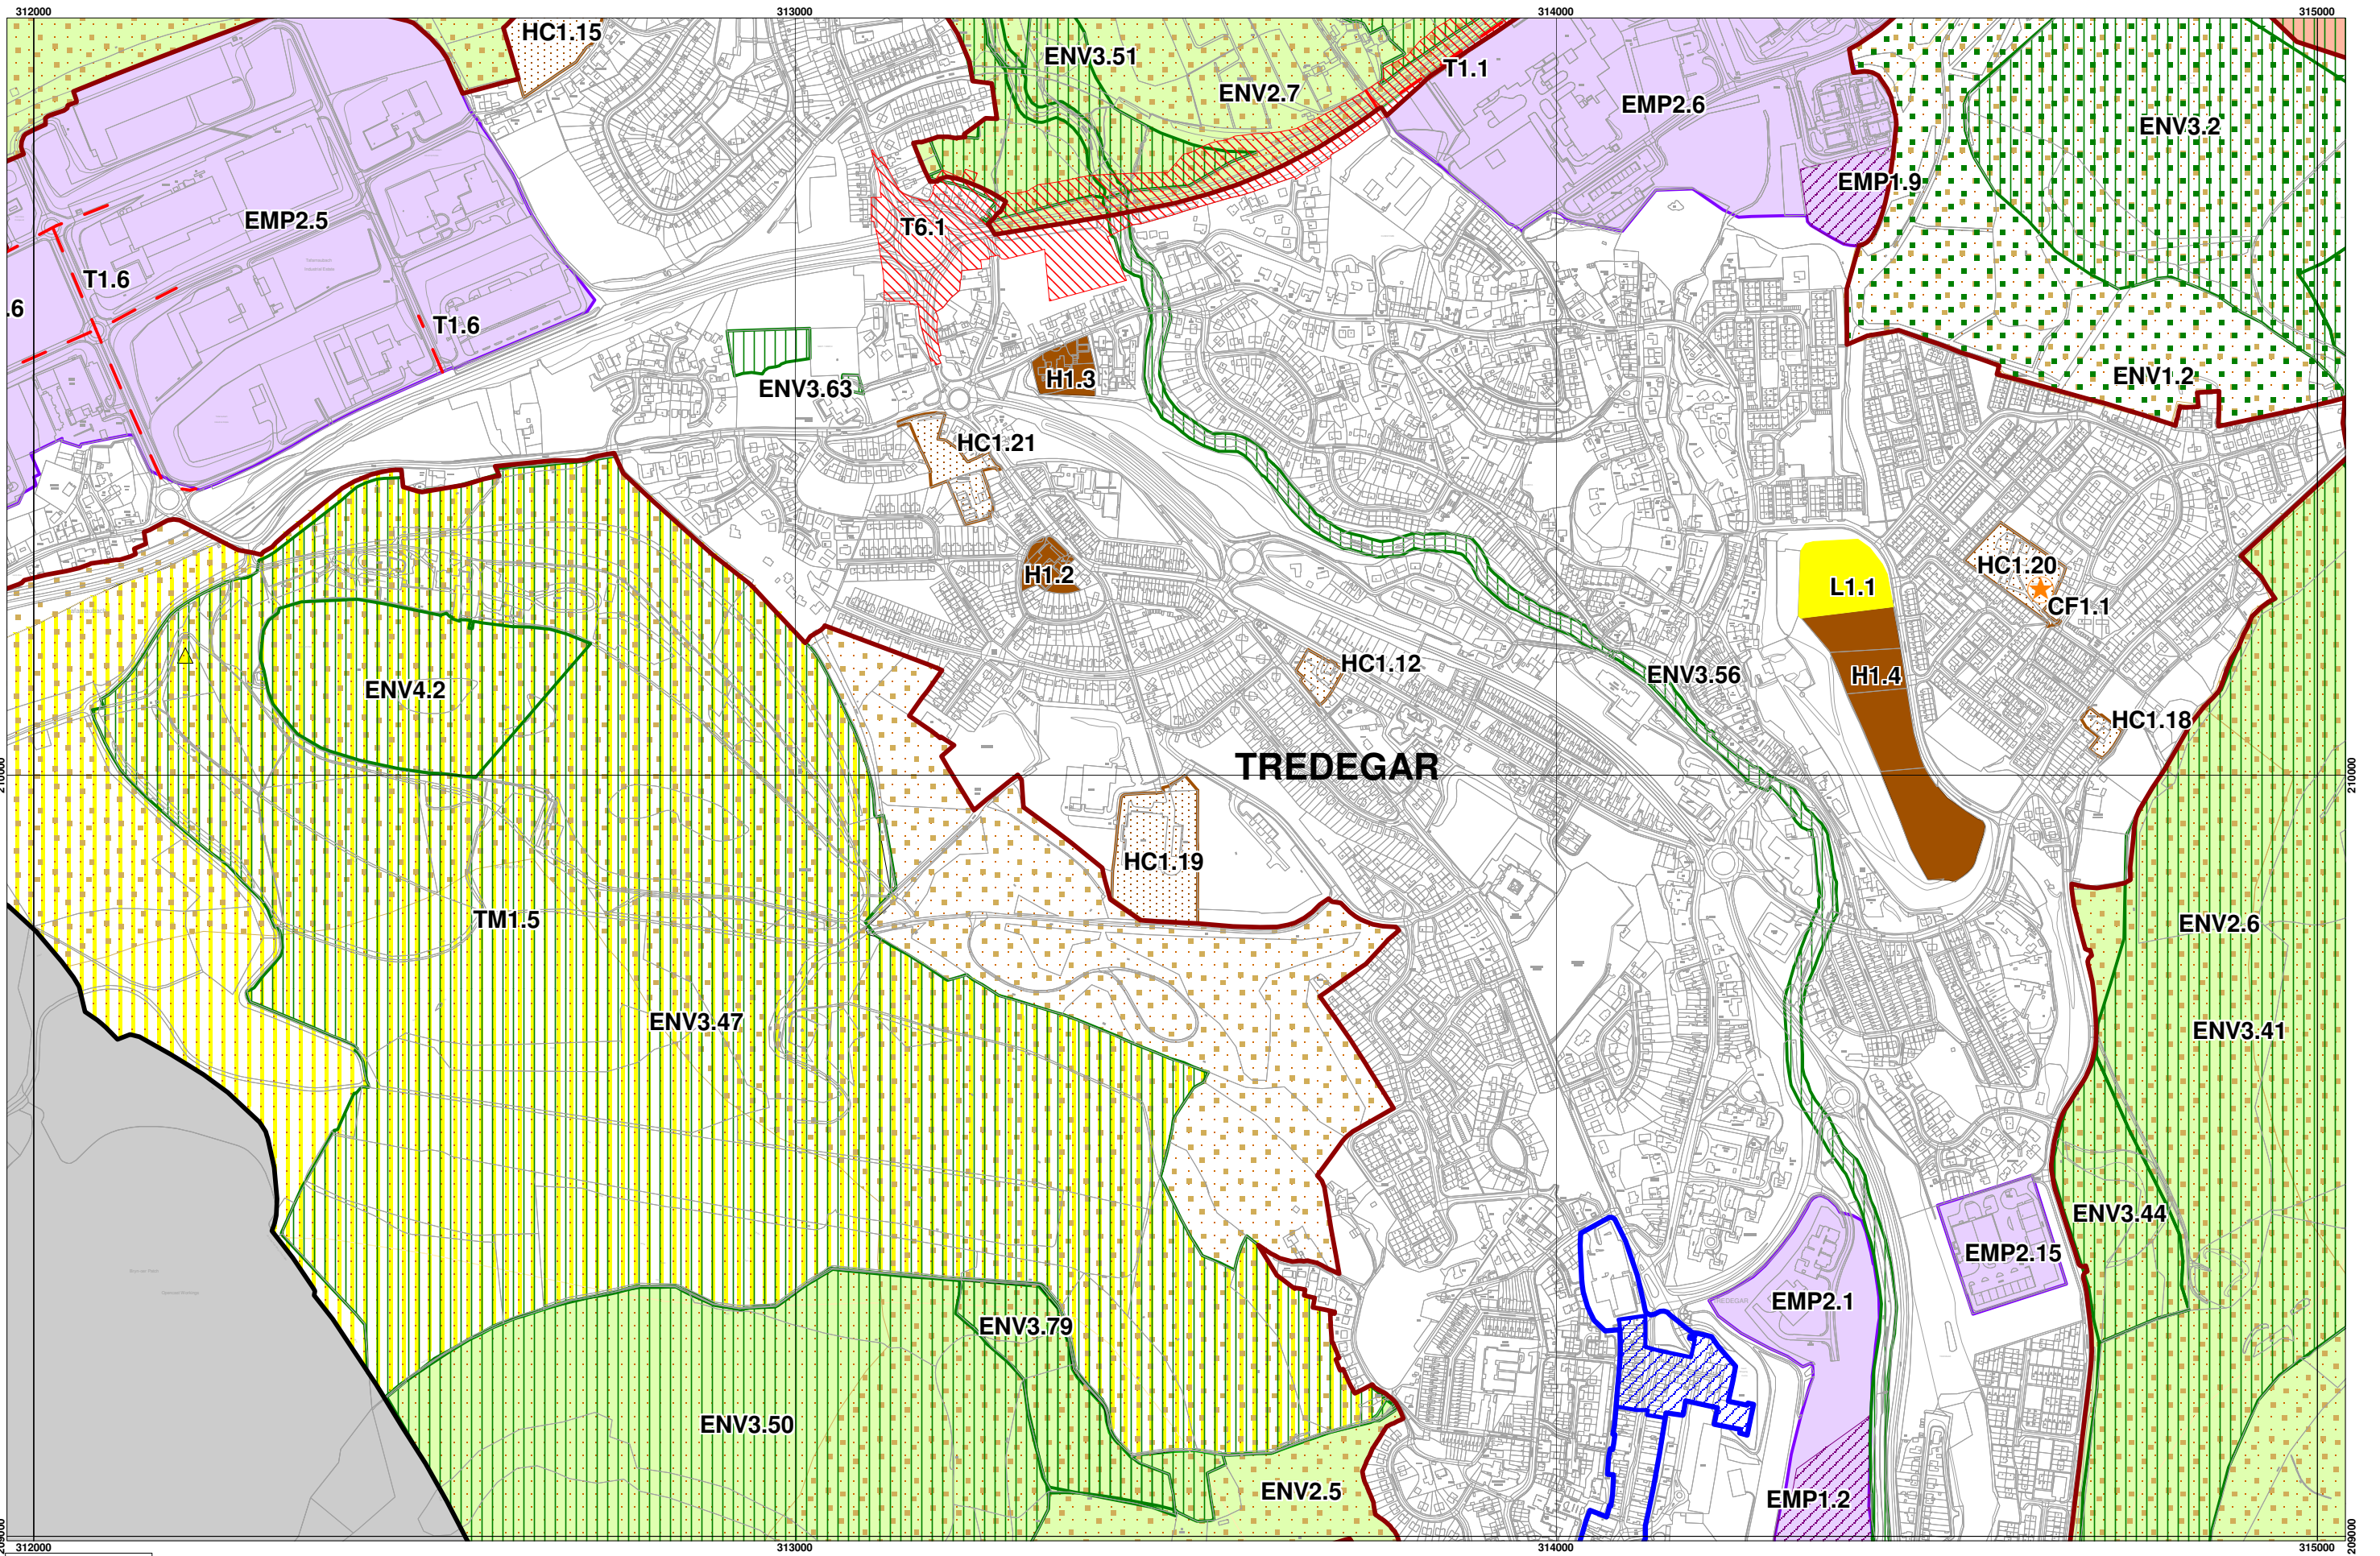 312000 313000 314000 315000
HC1.15
ENV3.51
T1.1
ENV2.7
EMP2.6
ENV3.2
EMP1.9
EMP2.5
T6.1
T1.6
.6
T1.6
H1.3
ENV1.2
ENV3.63
HC1.21
HC1.20
H1.2
L1.1
CF1.1
HC1.12
ENV3.56
H1.4
ENV4.2
HC1.18
TREDEGAR
210000
210000
HC1.19
TM1.5
ENV2.6
ENV3.47
ENV3.41
ENV3.44
EMP2.15
EMP2.1
TREDEGAR
ENV3.79
ENV3.50
ENV2.5
EMP1.2
209000
209000
312000 313000 314000 315000